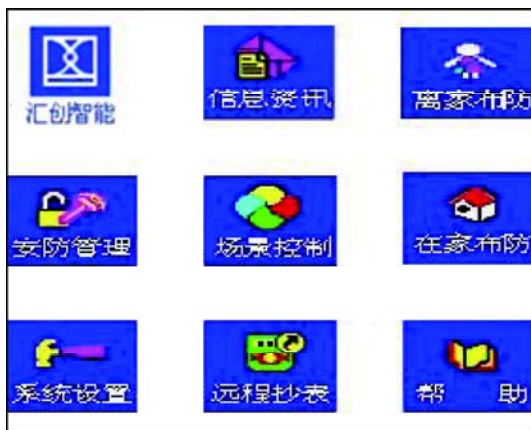 汇创智能
信息资讯
离家布防
安防管理
场景控制
在家布防
系统设置
远程抄表
帮 助